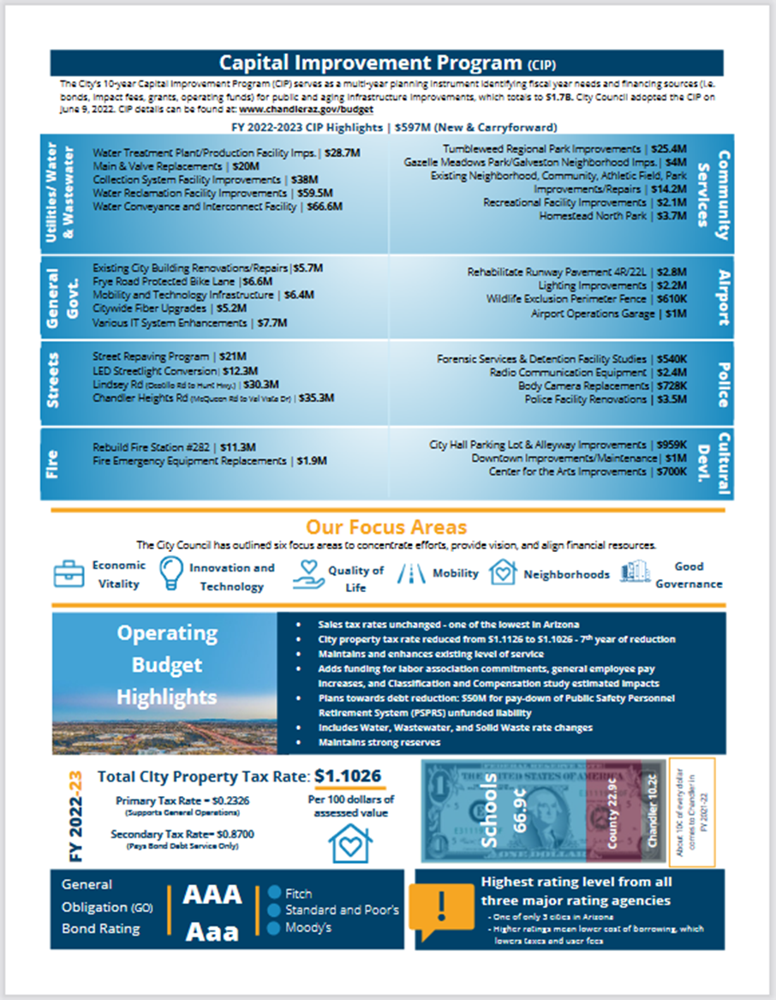 Capital Improvement Program (CIP)
The City's 10-year Capital Improvement Program (CIP) serves as a multi-year planning instrument identifying fiscal year needs and financing sources (i.e.
bonds, impact fees, grants, operating funds) for public and aging infrastructure improvements, which totals to $1.7B. City Council adopted the CIP on
June 9, 2022. CIP details can be found at: www.chandleraz.gov/budget
FY 2022-2023 CIP Highlights | $597M (New & Carryforward)
Utilities/ Water
& Wastewater
Water Treatment Plant/Production Facility Imps.| $28.7M
Main & Valve Replacements | $20M
Collection System Facility Improvements | $38M
Water Reclamation Facility Improvements | $59.5M
Water Conveyance and Interconnect Facility | $66.6M
Tumbleweed Regional Park Improvements | $25.4M
Gazelle Meadows Park/Galveston Neighborhood Imps.| $4M
Existing Neighborhood, Community, Athletic Field, Park
Improvements/Repairs | $14.2M
Recreational Facility Improvements | $2.1M
Homestead North Park | $3.7M
Community
Services
General
Govt.
Existing City Building Renovations/Repairs|$5.7M
Frye Road Protected Bike Lane |$6.6M
Mobility and Technology Infrastructure | $6.4M
Citywide Fiber Upgrades | $5.2M
Various IT System Enhancements | $7.7M
Rehabilitate Runway Pavement 4R/22L | $2.8M
Lighting Improvements | $2.2M
Wildlife Exclusion Perimeter Fence | $610K
Airport Operations Garage | $1M
Airport
Streets
Street Repaving Program | $21M
LED Streetlight Conversion| $12.3M
Lindsey Rd (Ocotillo Rd to Hunt Hwy.) | $30.3M
Chandler Heights Rd (McQueen Rd to Val Vista Dr) | $35.3M
Forensic Services & Detention Facility Studies | $540K
Radio Communication Equipment | $2.4M
Body Camera Replacements| $728K
Police Facility Renovations | $3.5M
Police
Fire
Rebuild Fire Station #282 | $11.3M
Fire Emergency Equipment Replacements | $1.9M
City Hall Parking Lot & Alleyway Improvements | $959K
Downtown Improvements/Maintenance| $1M
Center for the Arts Improvements | $700K
Cultural
Devl.
Our Focus Areas
The City Council has outlined six focus areas to concentrate efforts, provide vision, and align financial resources.
Economic
Vitality
Innovation and
Technology
Quality of
Life
Mobility
Neighborhoods
Good
Governance
Operating
Budget
Highlights
• Sales tax rates unchanged - one of the lowest in Arizona
• City property tax rate reduced from $1.1126 to $1.1026 - 7th year of reduction
• Maintains and enhances existing level of service
• Adds funding for labor association commitments, general employee pay
Increases, and Classification and Compensation study estimated impacts
• Plans towards debt reduction: $50M for pay-down of Public Safety Personnel
Retirement System (PSPRS) unfunded liability
• Includes Water, Wastewater, and Solid Waste rate changes
• Maintains strong reserves
FY 2022-23
Total City Property Tax Rate: $1.1026
Primary Tax Rate = $0.2326
(Supports General Operations)
Secondary Tax Rate= $0.8700
(Pays Bond Debt Service Only)
Per 100 dollars of
assessed value
FEDERAL RESERVE NOTE
THE UNITED STATES OF AMERICA
ONE DOLLAR
Schools
66.9¢
County 22.9¢
Chandler 10.2¢
About 10¢ of every dollar
comes to Chandler in
FY 2021-22
General
Obligation (GO)
Bond Rating
AAA
Aaa
Fitch
Standard and Poor's
Moody's
!
Highest rating level from all
three major rating agencies
- One of only 3 cities in Arizona
- Higher ratings mean lower cost of borrowing, which
lowers taxes and user fees